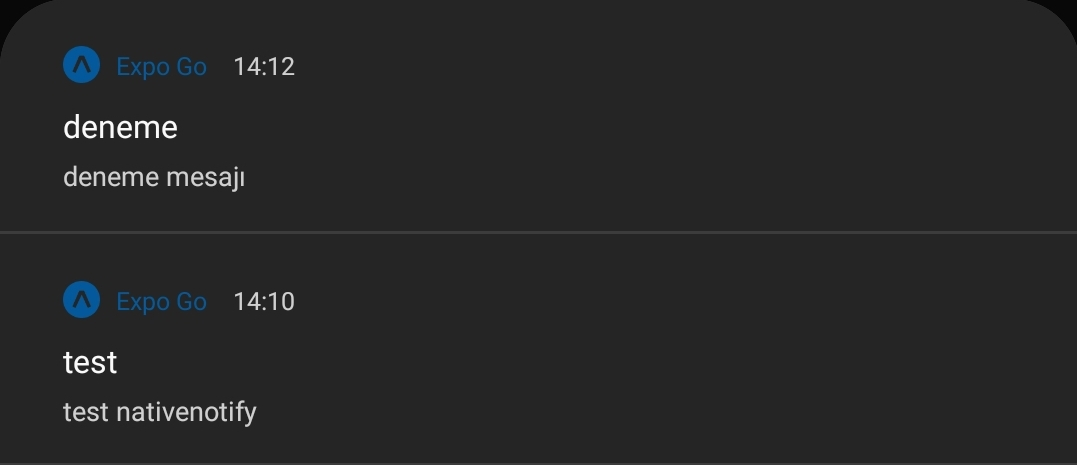 Expo Go 14:12
deneme
deneme mesajı
Expo Go 14:10
test
test nativenotify